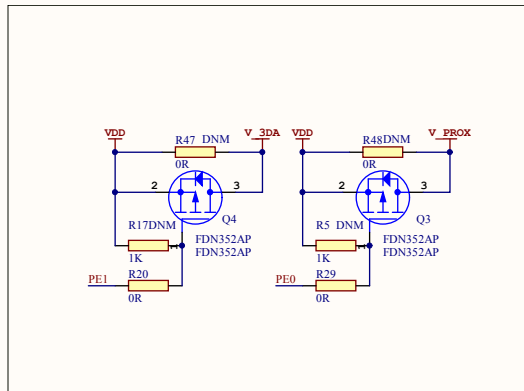 VDD V_3DA VDD V_PROX
R47 DNM R48DNM
0R 0R
2 3 2 3
R17DNM Q4 R5 DNM Q3
1K FDN352AP 1K FDN352AP
FDN352AP FDN352AP
PE1 R20 PE0 R29
0R 0R